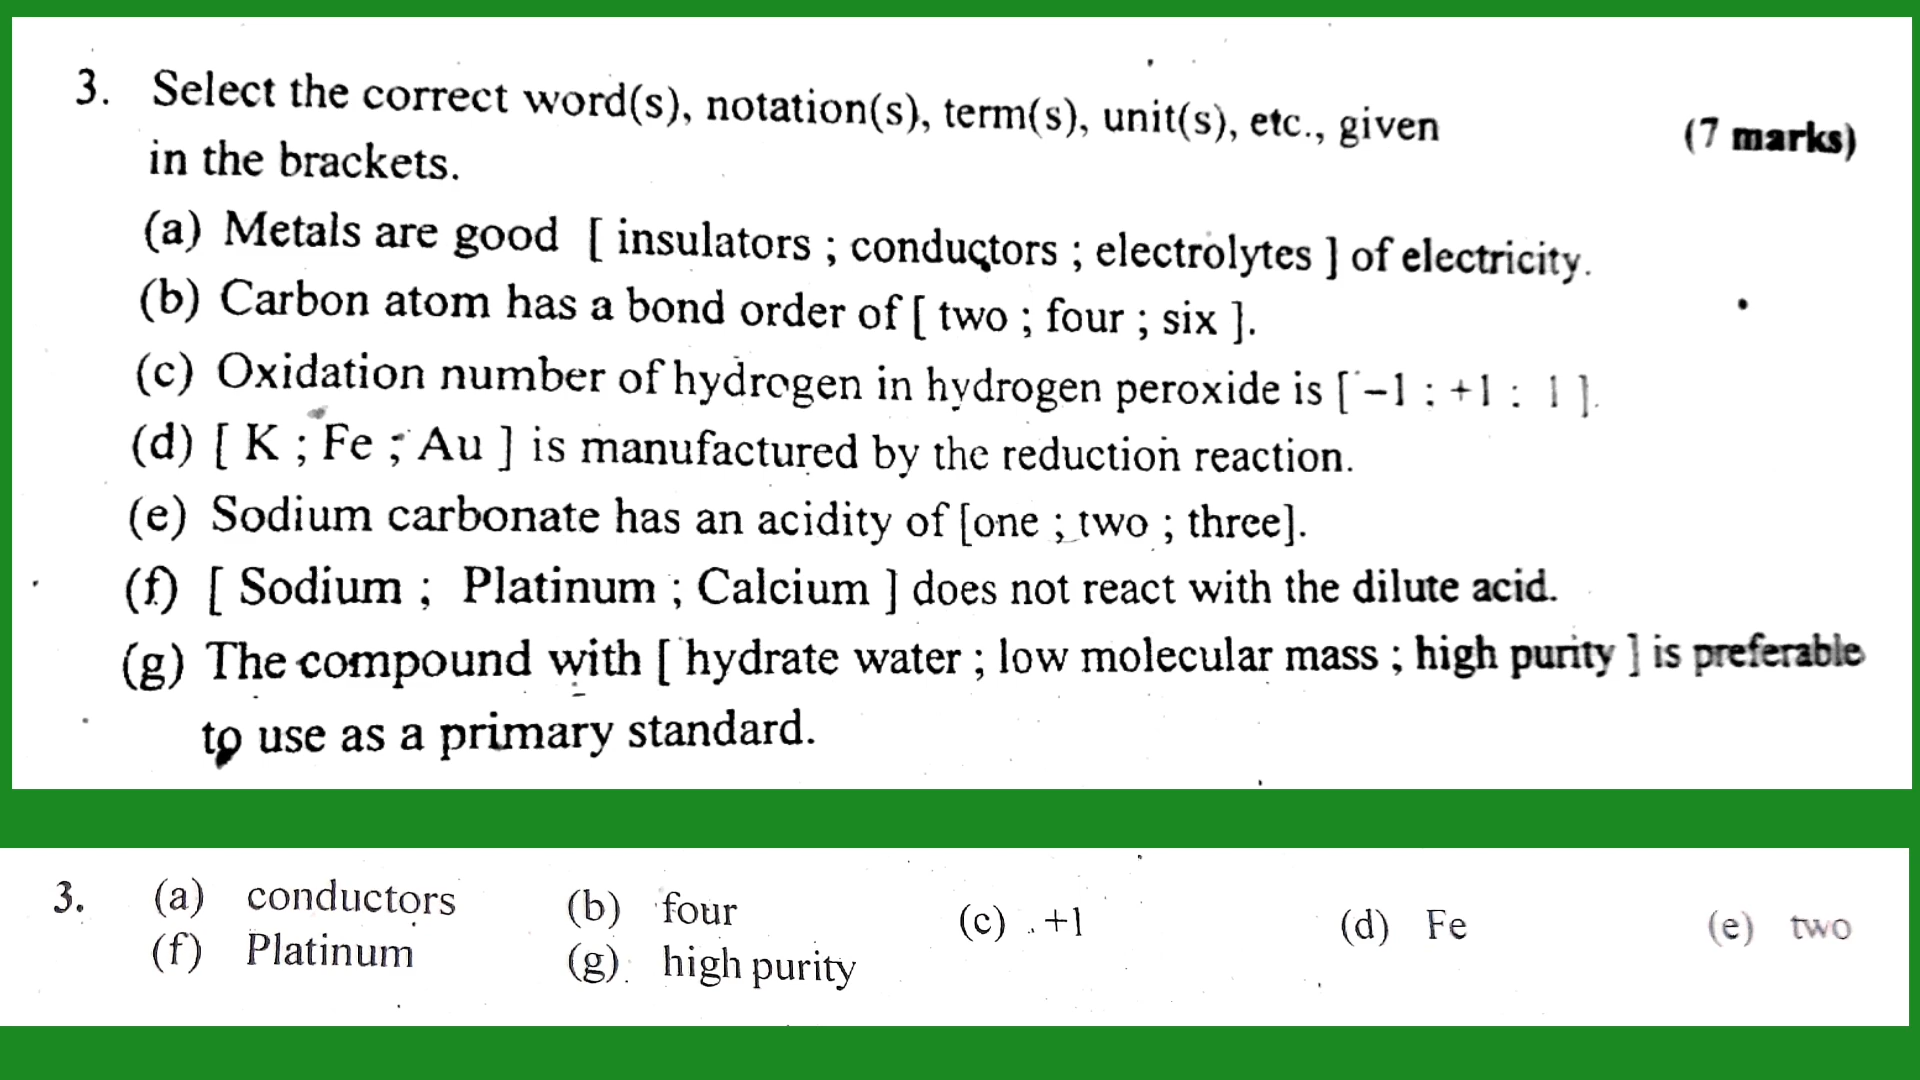 3. Select the correct word(s), notation(s), term(s), unit(s), etc., given (7 marks)
in the brackets.
(a) Metals are good [ insulators ; conductors ; electrolytes ] of electricity.
(b) Carbon atom has a bond order of [ two ; four ; six ].
(c) Oxidation number of hydrogen in hydrogen peroxide is [ –1 : +1 : 1 ].
(d) [ K ; Fe ; Au ] is manufactured by the reduction reaction.
(e) Sodium carbonate has an acidity of [one ; two ; three].
(f) [ Sodium ; Platinum ; Calcium ] does not react with the dilute acid.
(g) The compound with [ hydrate water ; low molecular mass ; high purity ] is preferable
to use as a primary standard.
3. (a) conductors (b) four (c) +1 (d) Fe (e) two
(f) Platinum (g) high purity